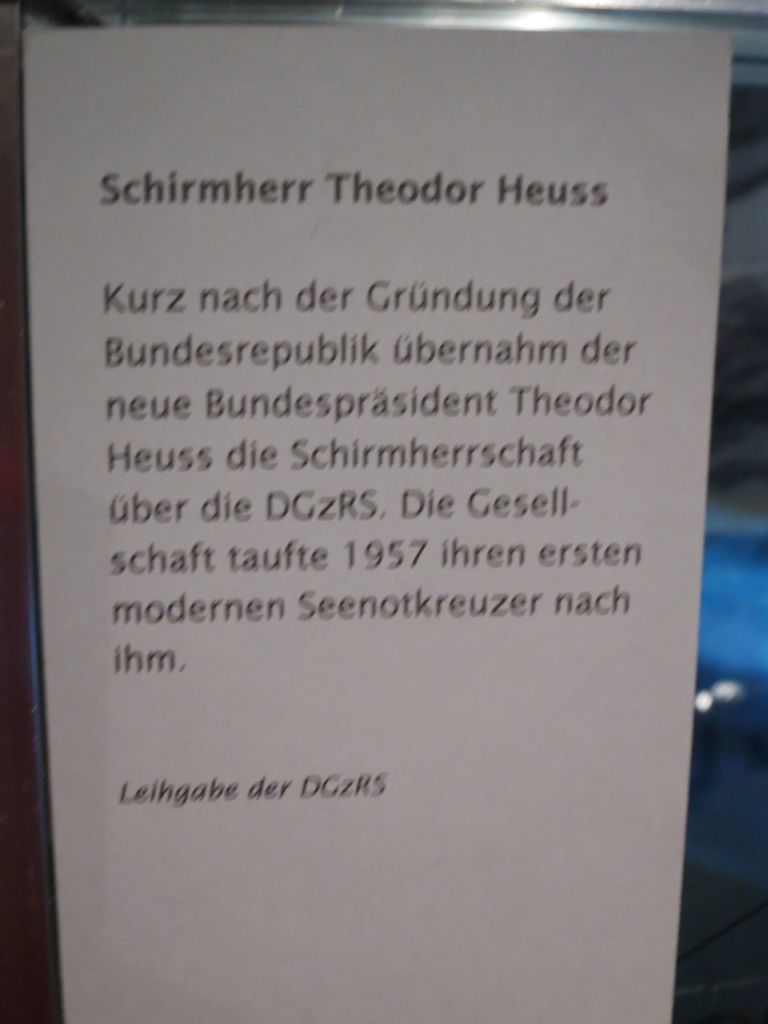 Schirmherr Theodor Heuss
Kurz nach der Gründung der
Bundesrepublik übernahm der
neue Bundespräsident Theodor
Heuss die Schirmherrschaft
über die DGzRS. Die Gesell-
schaft taufte 1957 ihren ersten
modernen Seenotkreuzer nach
ihm.
Leihgabe der DGzRS